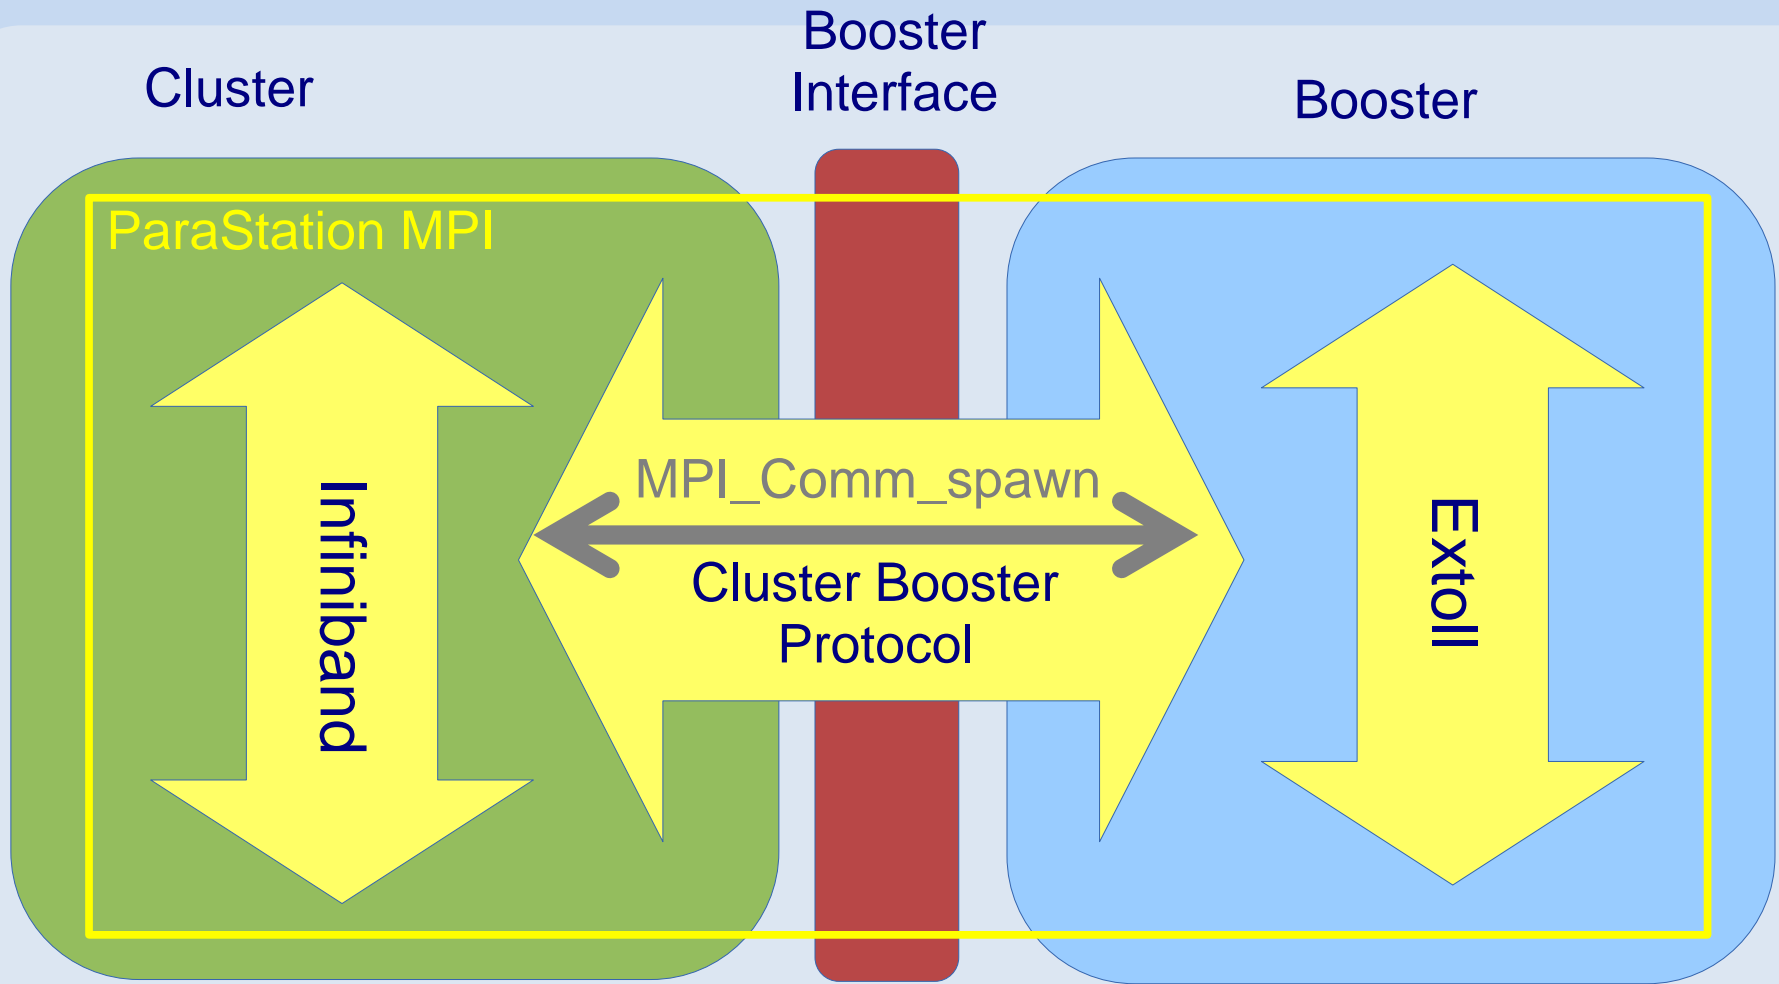 Cluster
Booster
Interface
Booster
ParaStation MPI
Infiniband
MPI_Comm_spawn
Cluster Booster
Protocol
Extoll